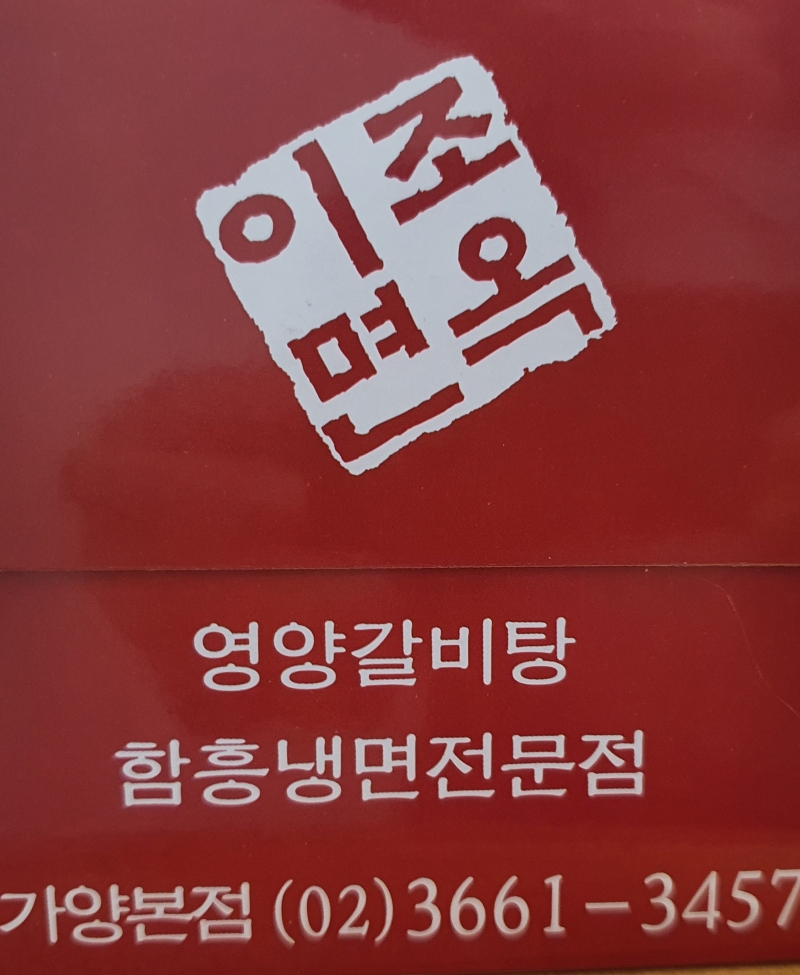 이조
면옥
영양갈비탕
함흥냉면전문점
가양본점 (02)3661-3457